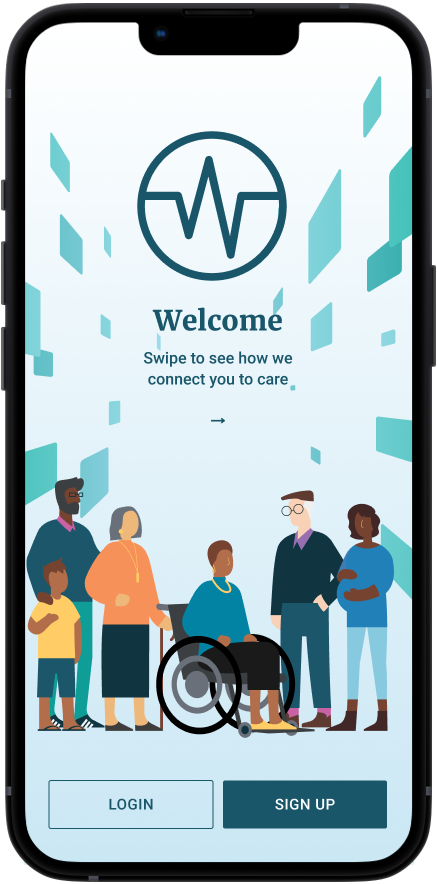 Welcome
Swipe to see how we
connect you to care
→
LOGIN
SIGN UP